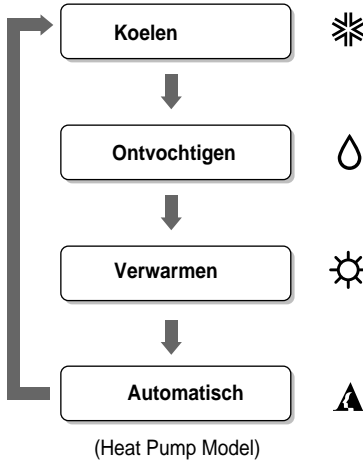 Koelen
Ontvochtigen
Verwarmen
Automatisch
(Heat Pump Model)